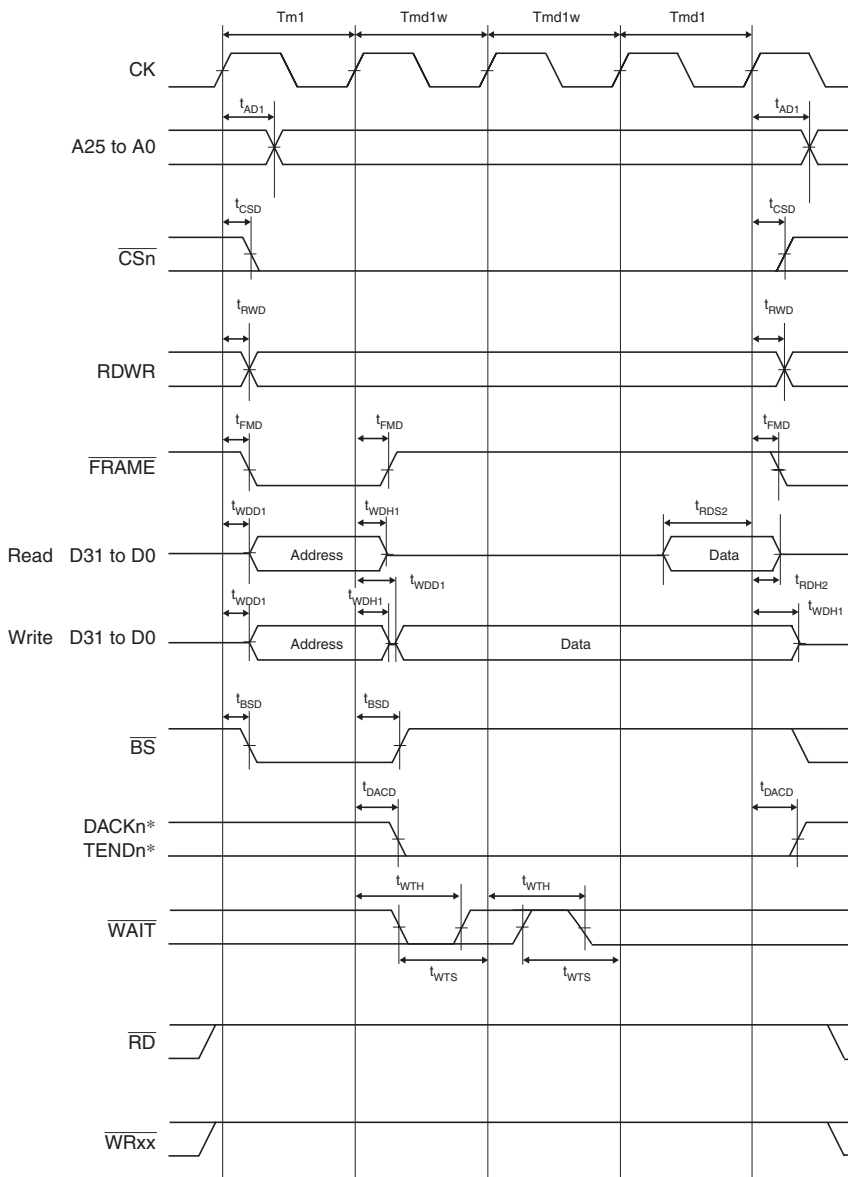 Tm1 Tmd1w Tmd1w Tmd1
CK
tAD1 tAD1
A25 to A0
tCSD tCSD
CSn
tRWD tRWD
RDWR
tFMD tFMD tFMD
FRAME
tWDD1 tWDH1 tRDS2
Read D31 to D0 Address Data
tWDD1 tRDH2
tWDD1 tWDH1 tWDH1
Write D31 to D0 Address Data
tBSD tBSD
BS
tDACD tDACD
DACKn*
TENDn*
tWTH tWTH
WAIT
tWTS tWTS
RD
WRxx